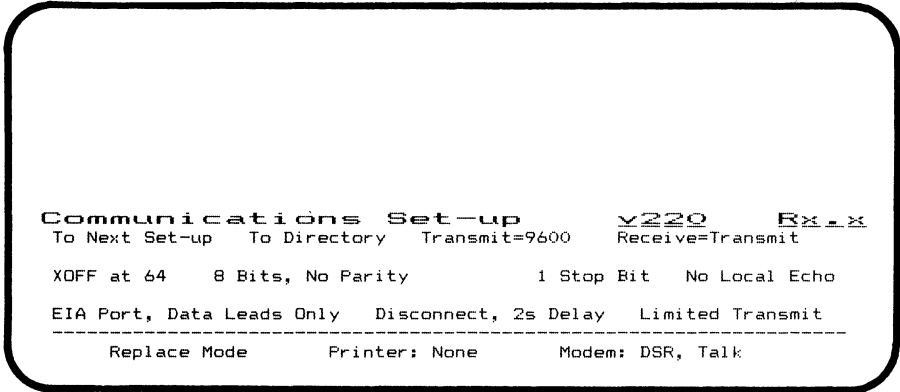 Communications Set-up v220 Rx.x
To Next Set-up To Directory Transmit=9600 Receive=Transmit
XOFF at 64 8 Bits, No Parity 1 Stop Bit No Local Echo
EIA Port, Data Leads Only Disconnect, 2s Delay Limited Transmit
Replace Mode Printer: None Modem: DSR, Talk